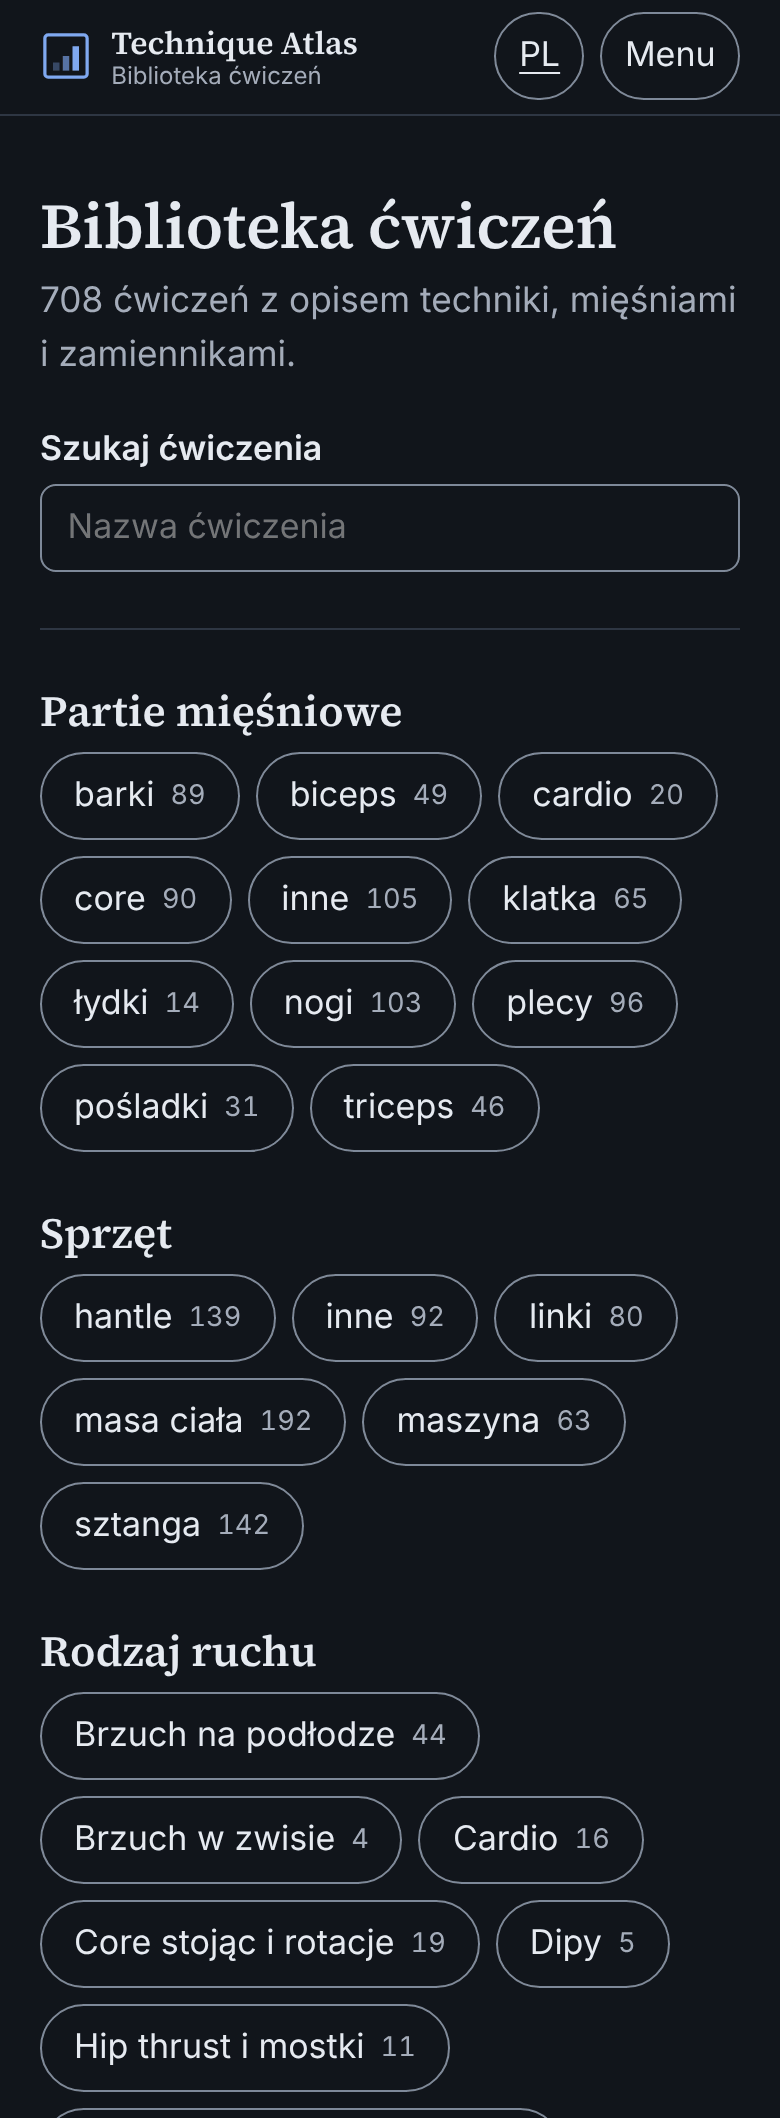 Technique Atlas
Biblioteka ćwiczeń
PL
Menu
Biblioteka ćwiczeń
708 ćwiczeń z opisem techniki, mięśniami
i zamiennikami.
Szukaj ćwiczenia
Nazwa ćwiczenia
Partie mięśniowe
barki 89
biceps 49
cardio 20
core 90
inne 105
klatka 65
łydki 14
nogi 103
plecy 96
pośladki 31
triceps 46
Sprzęt
hantle 139
inne 92
linki 80
masa ciała 192
maszyna 63
sztanga 142
Rodzaj ruchu
Brzuch na podłodze 44
Brzuch w zwisie 4
Cardio 16
Core stojąc i rotacje 19
Dipy 5
Hip thrust i mostki 11